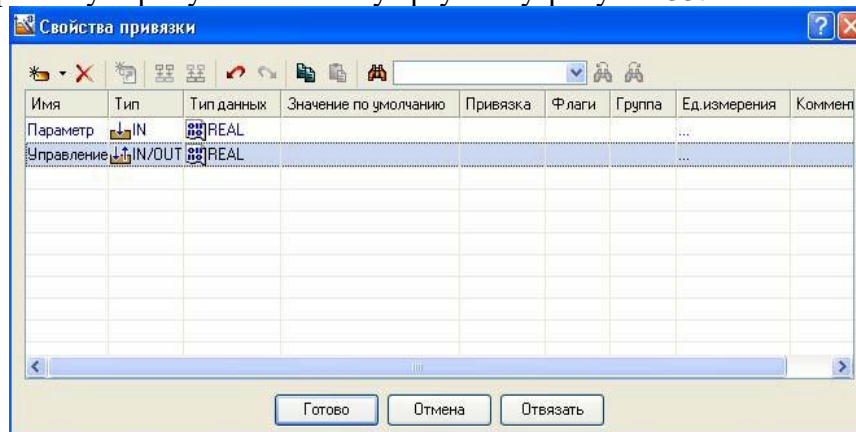 Свойства привязки
Имя Тип Тип данных Значение по умолчанию Привязка Флаги Группа Ед.измерения Коммент
Параметр IN REAL ...
Управление IN/OUT REAL ...
Готово Отмена Отвязать